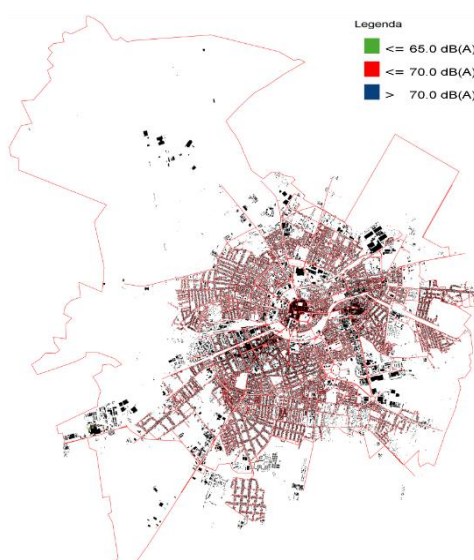 Legenda
<= 65.0 dB(A)
<= 70.0 dB(A)
> 70.0 dB(A)